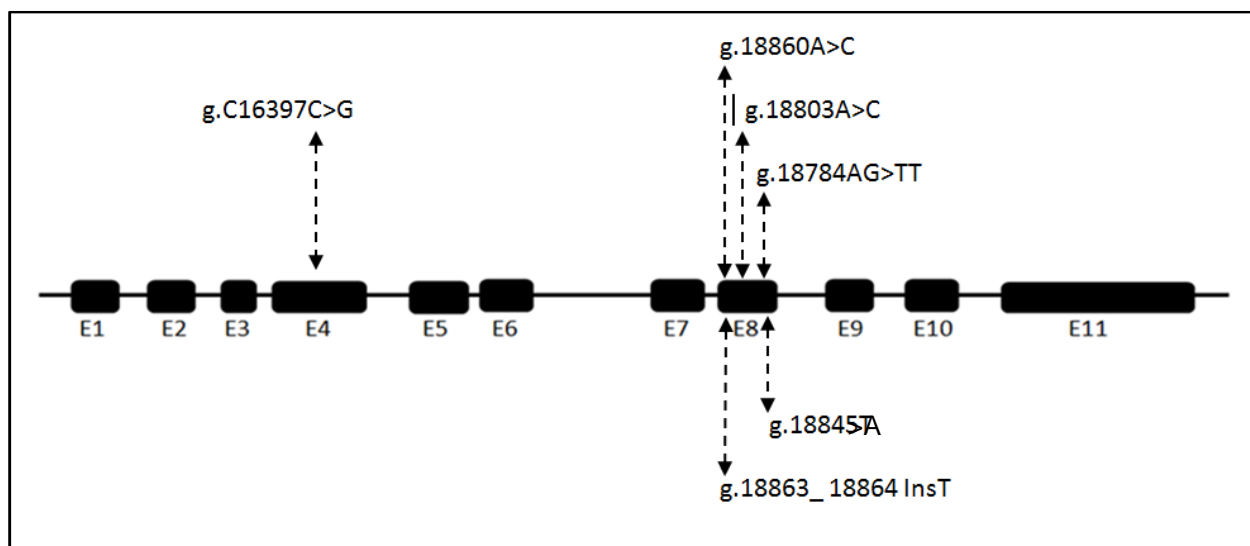 g.18860A>C
g.C16397C>G
g.18803A>C
g.18784AG>TT
E1 E2 E3 E4 E5 E6 E7 E8 E9 E10 E11
g.18845T>A
g.18863_ 18864 InsT